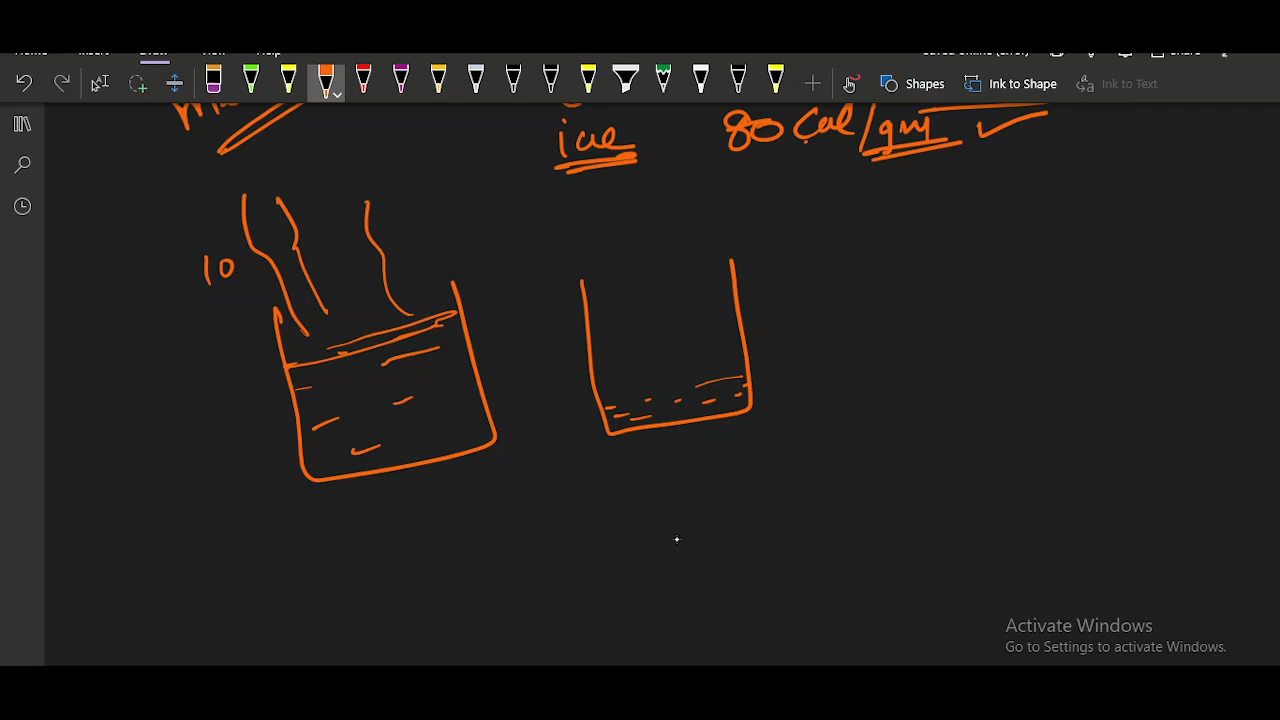 Shapes
Ink to Shape
Ink to Text
ice
80 Cal/gm
10
Activate Windows
Go to Settings to activate Windows.